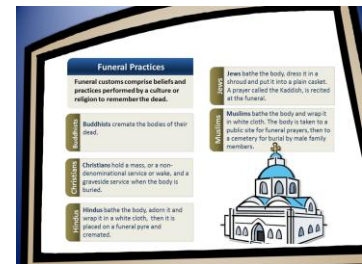 Funeral Practices
Funeral customs comprise beliefs and
practices performed by a culture or
religion to remember the dead.
Buddhists
Buddhists cremate the bodies of their
dead.
Christians
Christians hold a mass, or a non-
denominational service or wake, and a
graveside service when the body is
buried.
Hindus
Hindus bathe the body, adorn it and
wrap it in a white cloth, then it is
placed on a funeral pyre and
cremated.
Jews
Jews bathe the body, dress it in a
shroud and put it into a plain casket.
A prayer called the Kaddish, is recited
at the funeral.
Muslims
Muslims bathe the body and wrap it
in white cloth. The body is taken to a
public site for funeral prayers, then to
a cemetery for burial by male family
members.